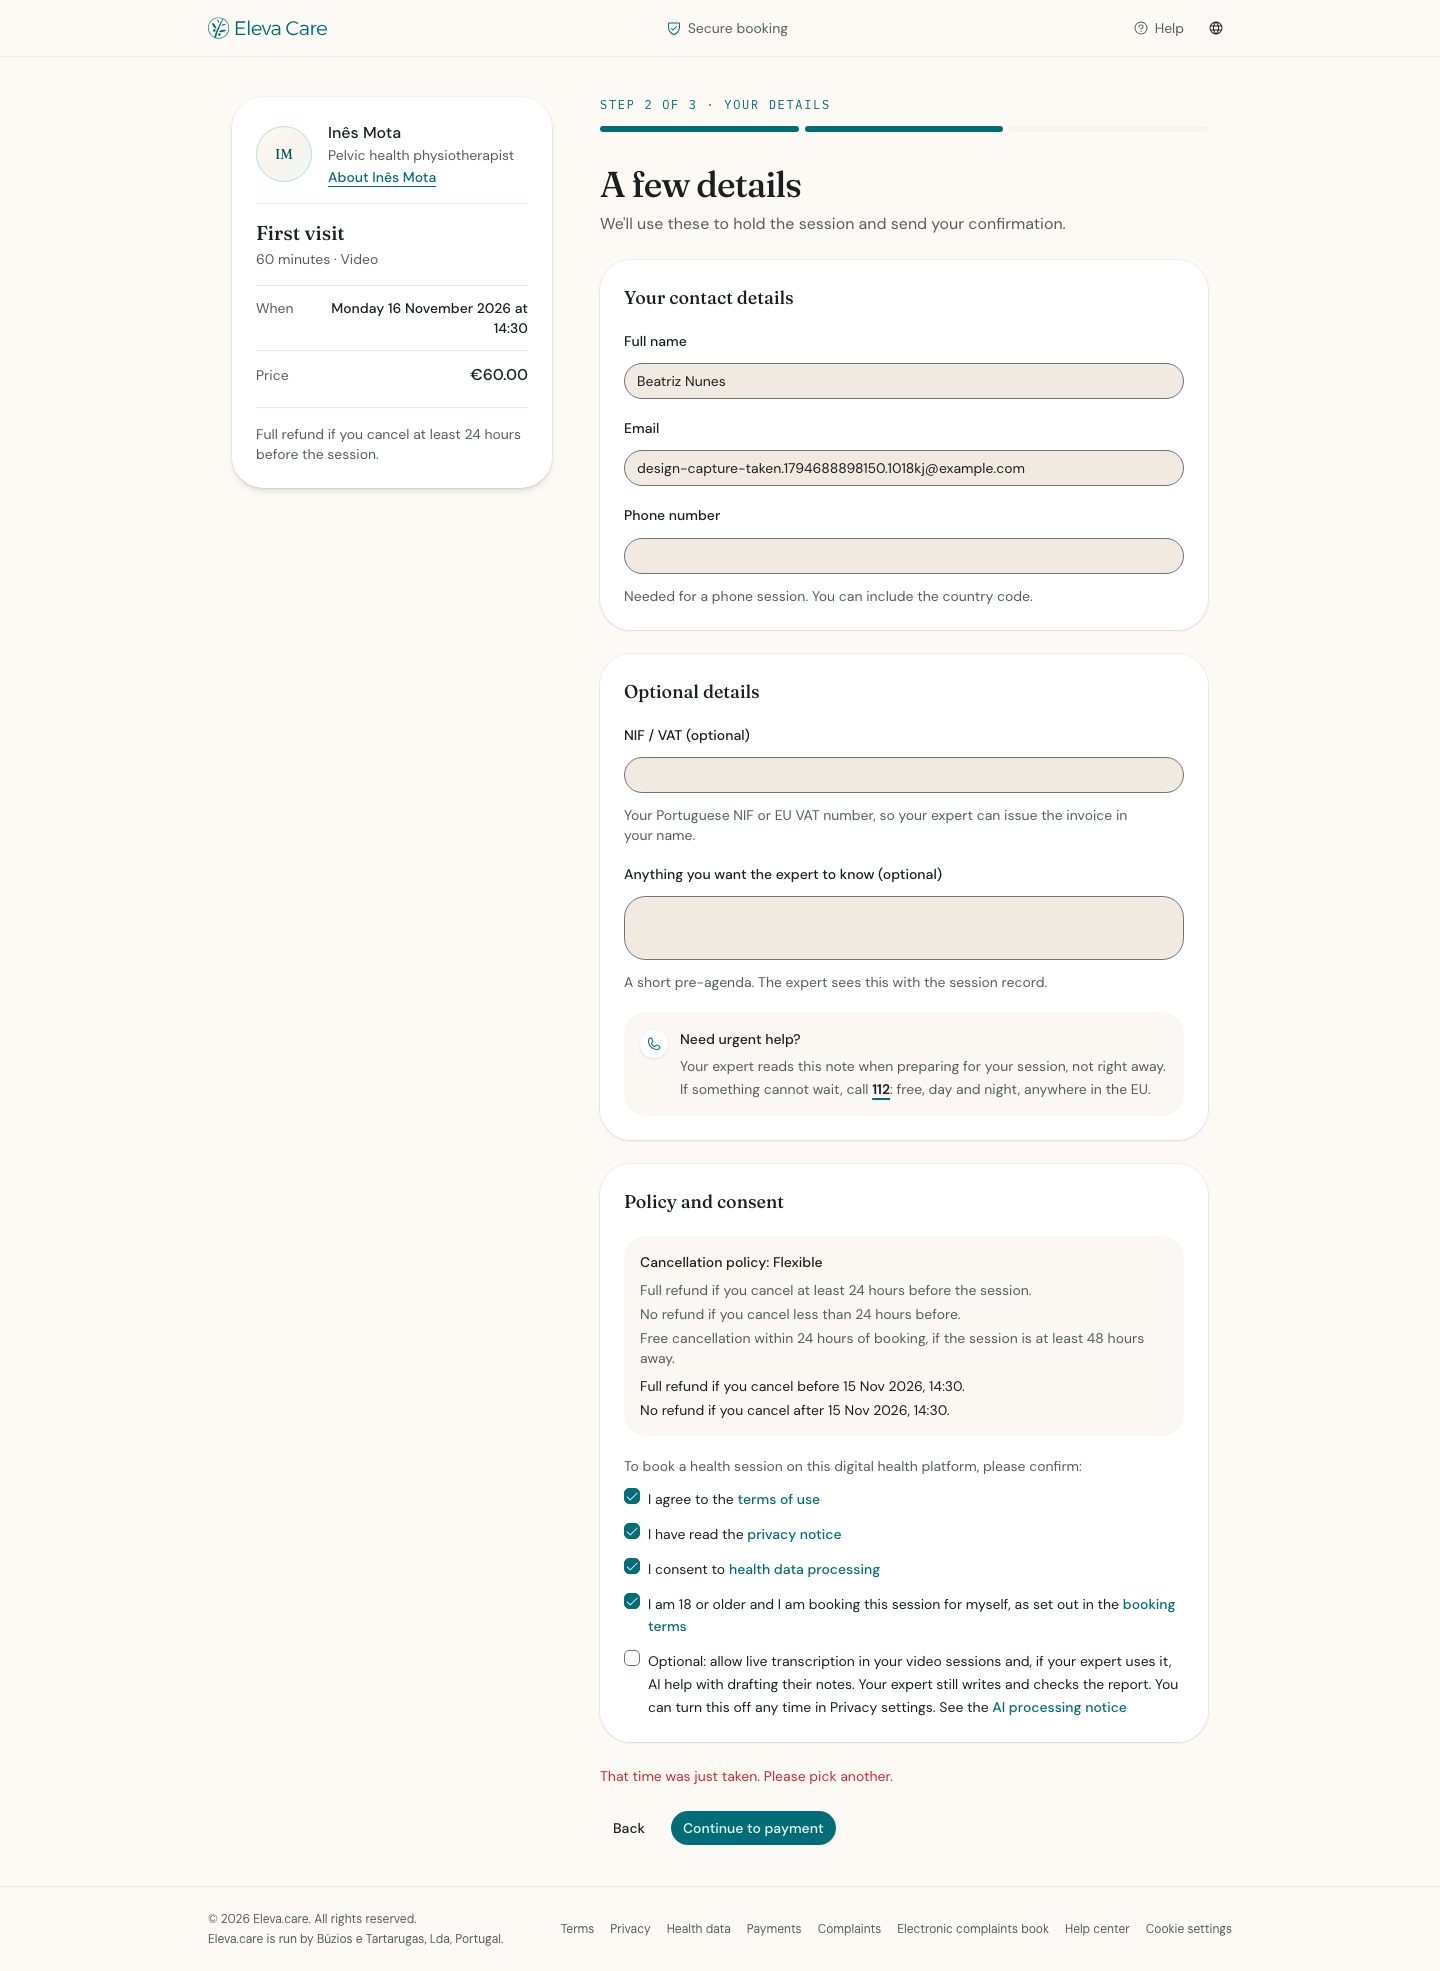 Eleva Care
Secure booking
Help
IM
Inês Mota
Pelvic health physiotherapist
About Inês Mota
First visit
60 minutes · Video
When
Monday 16 November 2026 at
14:30
Price
€60.00
Full refund if you cancel at least 24 hours
before the session.
STEP 2 OF 3 · YOUR DETAILS
A few details
We'll use these to hold the session and send your confirmation.
Your contact details
Full name
Beatriz Nunes
Email
design-capture-taken.1794688898150.1018kj@example.com
Phone number
Needed for a phone session. You can include the country code.
Optional details
NIF / VAT (optional)
Your Portuguese NIF or EU VAT number, so your expert can issue the invoice in
your name.
Anything you want the expert to know (optional)
A short pre-agenda. The expert sees this with the session record.
Need urgent help?
Your expert reads this note when preparing for your session, not right away.
If something cannot wait, call 112: free, day and night, anywhere in the EU.
Policy and consent
Cancellation policy: Flexible
Full refund if you cancel at least 24 hours before the session.
No refund if you cancel less than 24 hours before.
Free cancellation within 24 hours of booking, if the session is at least 48 hours
away.
Full refund if you cancel before 15 Nov 2026, 14:30.
No refund if you cancel after 15 Nov 2026, 14:30.
To book a health session on this digital health platform, please confirm:
I agree to the terms of use
I have read the privacy notice
I consent to health data processing
I am 18 or older and I am booking this session for myself, as set out in the booking
terms
Optional: allow live transcription in your video sessions and, if your expert uses it,
AI help with drafting their notes. Your expert still writes and checks the report. You
can turn this off any time in Privacy settings. See the AI processing notice
That time was just taken. Please pick another.
Back
Continue to payment
© 2026 Eleva.care. All rights reserved.
Eleva.care is run by Búzios e Tartarugas, Lda, Portugal.
Terms
Privacy
Health data
Payments
Complaints
Electronic complaints book
Help center
Cookie settings